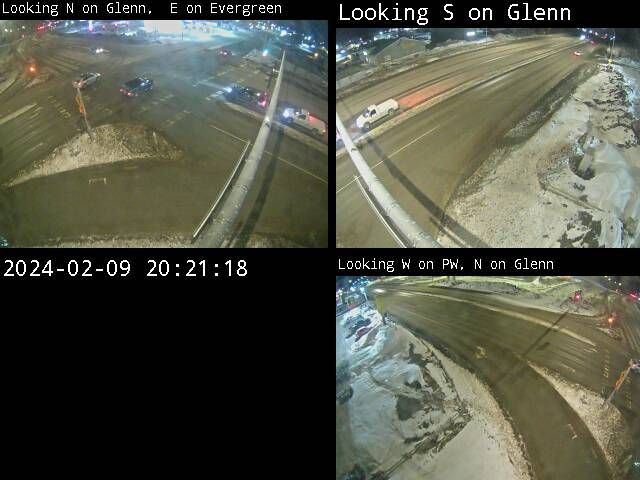 Looking N on Glenn,  E on Evergreen
Looking S on Glenn
2024-02-09 20:21:18
Looking W on PW, N on Glenn